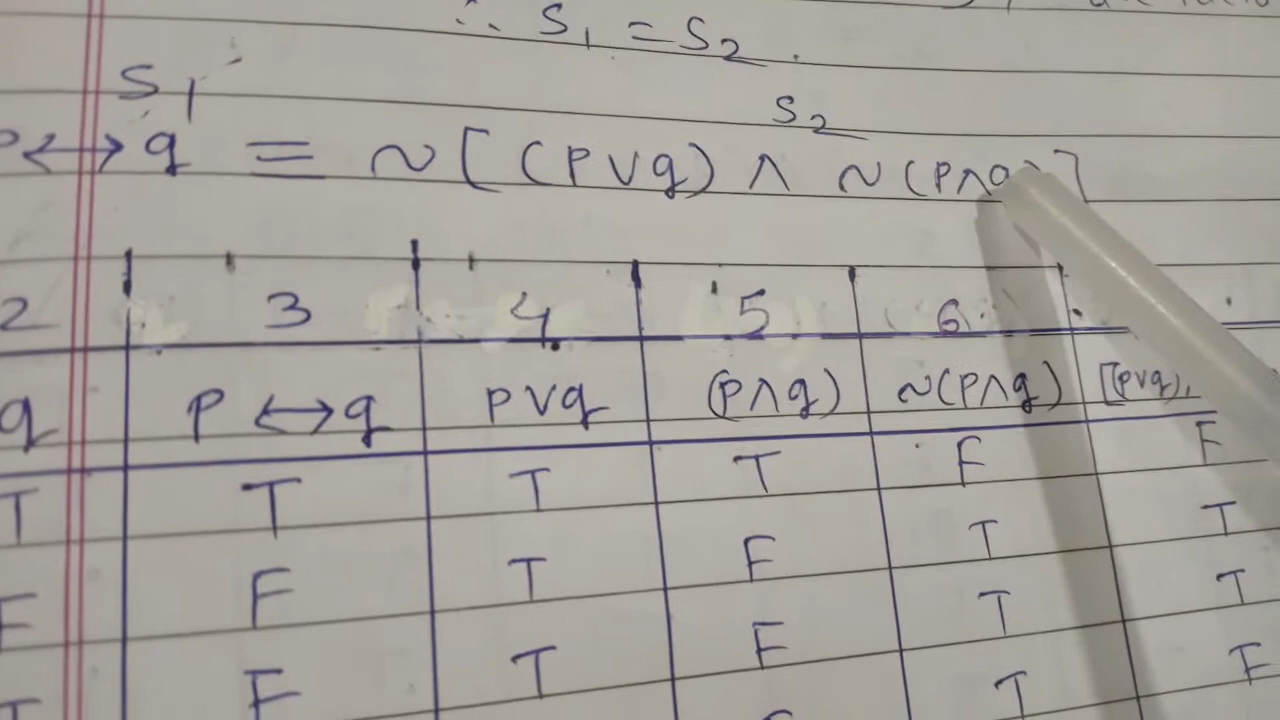 ∴ S₁ = S₂ .
S₁
S₂
↔ q ≡ ~[(p∨q) ∧ ~(p∧q)]
2 3 4 5 6
q p ↔ q p∨q (p∧q) ~(p∧q) [(p∨q)
T T T T F F
F F T F T T
T F T F T T
T F